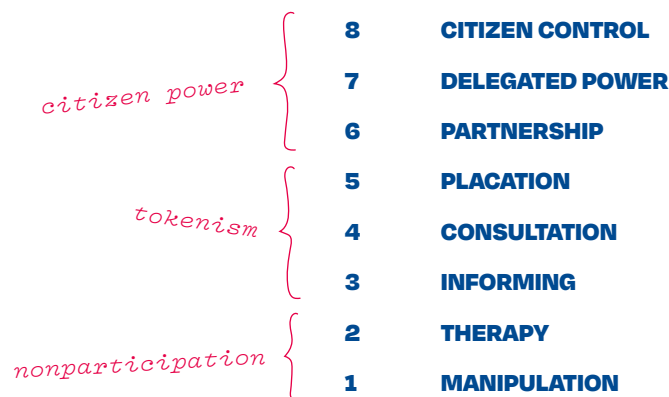 8 CITIZEN CONTROL
citizen power 7 DELEGATED POWER
6 PARTNERSHIP
5 PLACATION
tokenism 4 CONSULTATION
3 INFORMING
2 THERAPY
nonparticipation 1 MANIPULATION